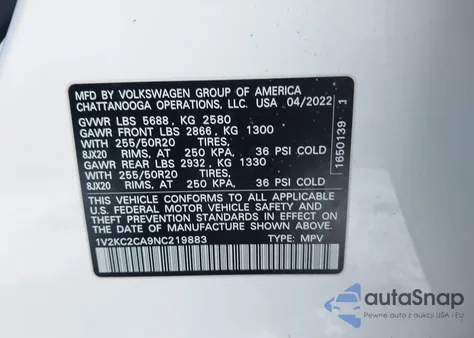 MFD BY VOLKSWAGEN GROUP OF AMERICA
CHATTANOOGA OPERATIONS, LLC. USA 04/2022
GVWR LBS 5688, KG 2580
GAWR FRONT LBS 2866, KG 1300
WITH 255/50R20 TIRES,
8JX20 RIMS, AT 250 KPA, 36 PSI COLD
GAWR REAR LBS 2932, KG 1330
WITH 255/50R20 TIRES,
8JX20 RIMS, AT 250 KPA, 36 PSI COLD
THIS VEHICLE CONFORMS TO ALL APPLICABLE
U.S. FEDERAL MOTOR VEHICLE SAFETY AND
THEFT PREVENTION STANDARDS IN EFFECT ON
THE DATE OF MANUFACTURE SHOWN ABOVE.
1V2KC2CA9NC219883 TYPE: MPV
1650139 1
autoSnap
Pewne auta z aukcji USA i EU